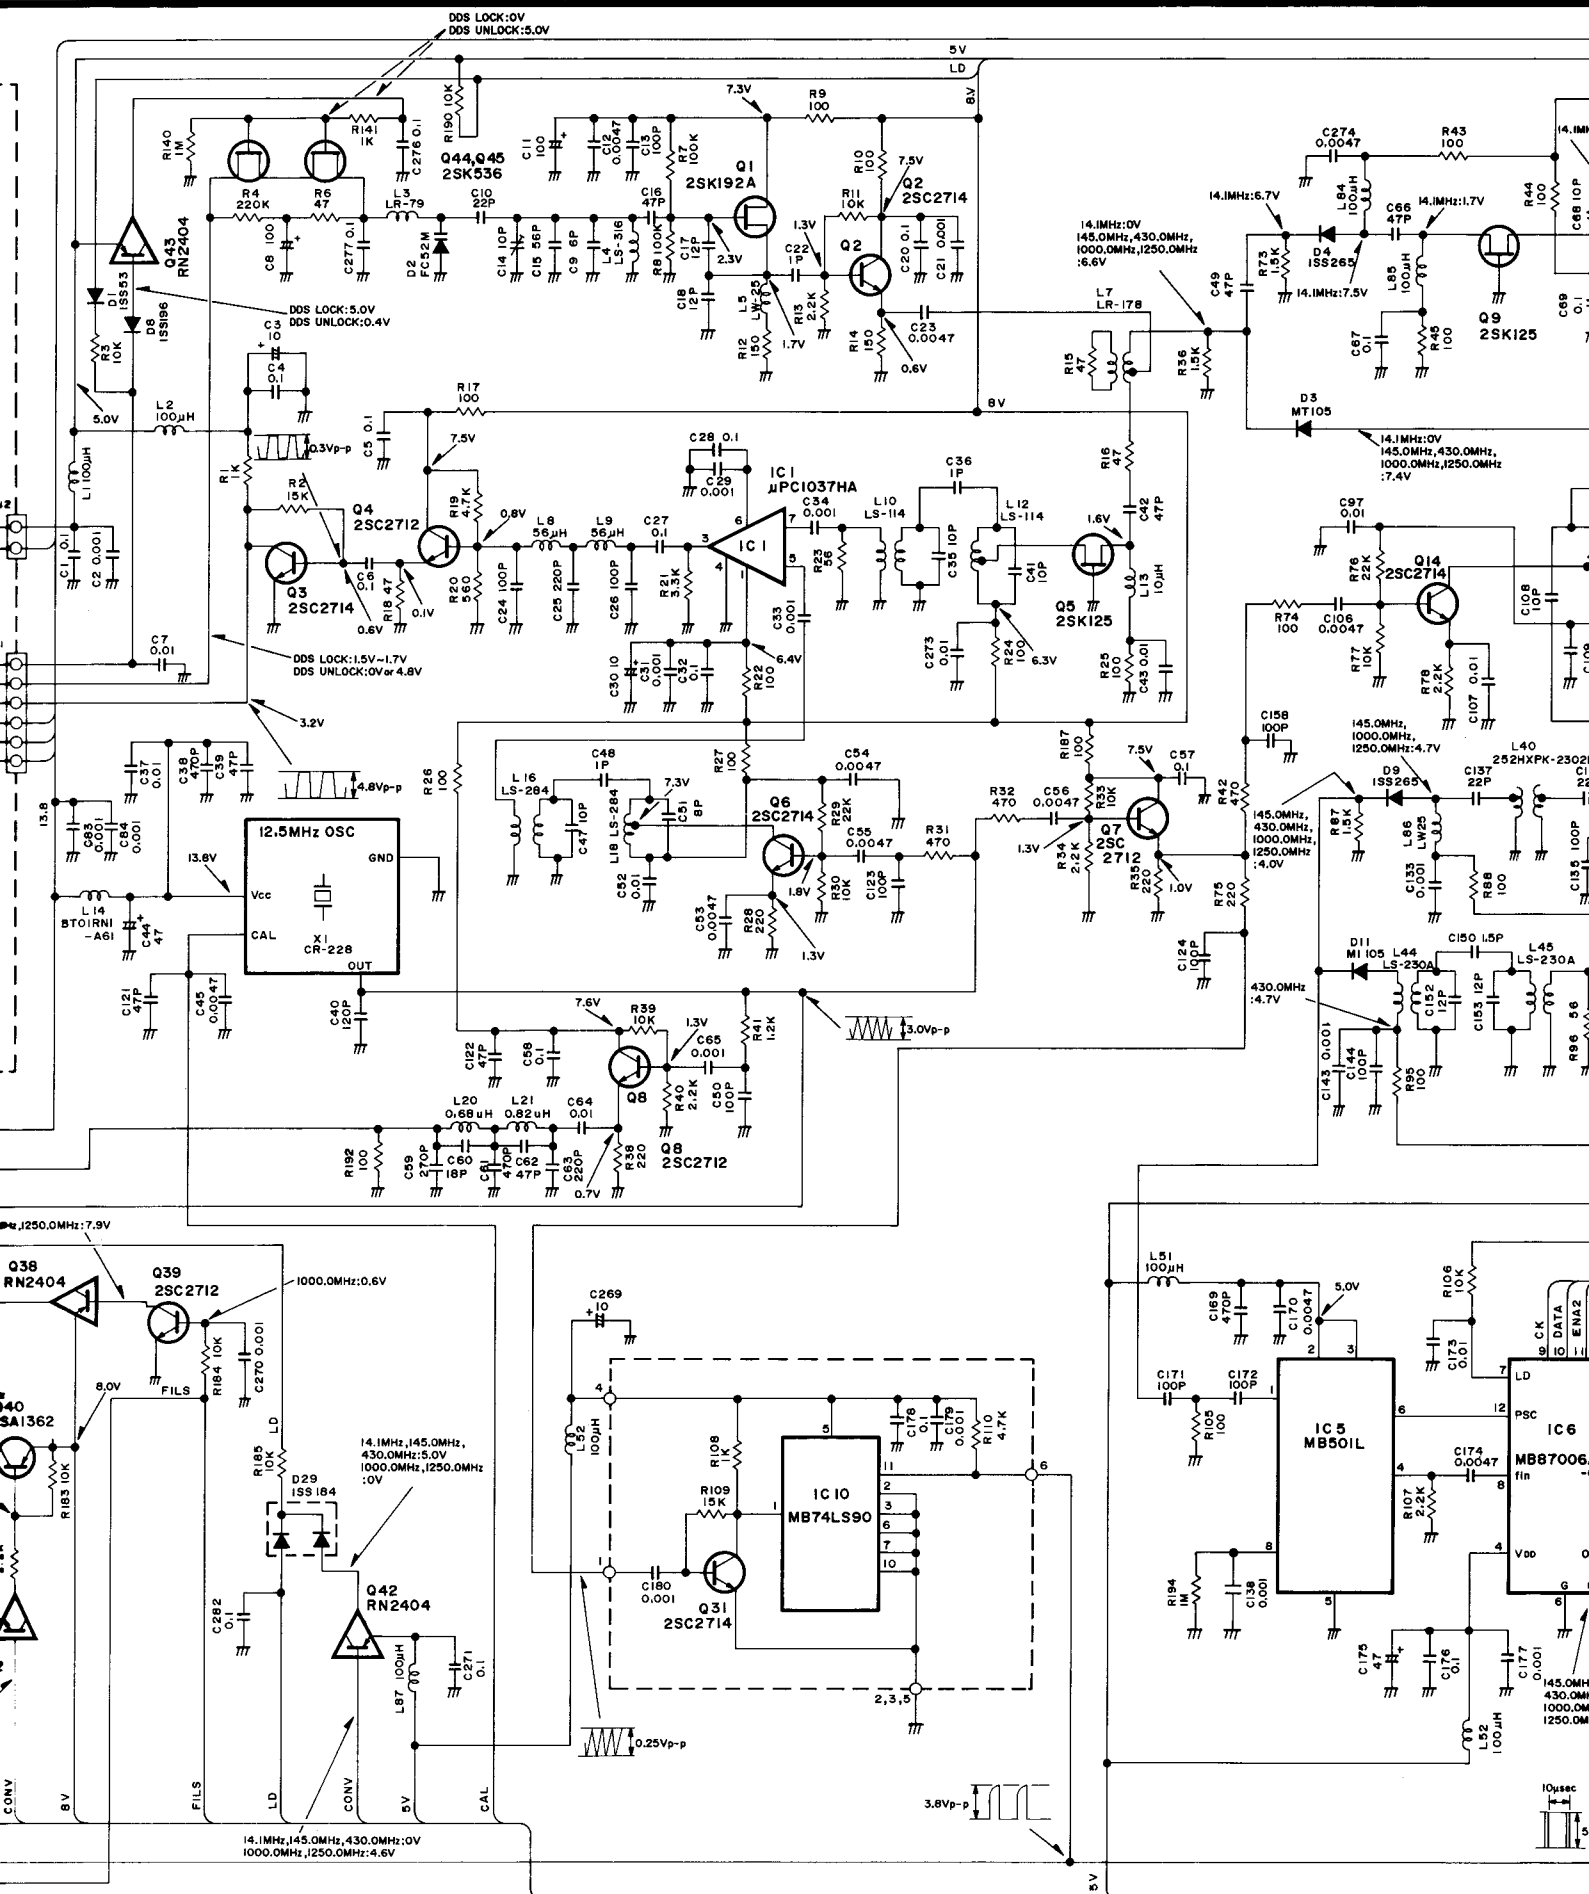 DDS LOCK:0V
DDS UNLOCK:5.0V
5V
LD
8V
R140
1M
R141
1K
C276 0.1
R190 10K
Q44,Q45
2SK536
C11
100
C12
0.0047
C13
100P
R7
100K
7.3V
R9
100
Q1
2SK192A
R10
100
7.5V
Q2
2SC2714
R11
10K
1.3V
Q2
C274
0.0047
R43
100
L84
100μH
C66
47P
14.1MHz:1.7V
R44
100
C68 10P
14.1MHz:6.7V
R4
220K
R6
47
L3
LR-79
C10
22P
C16
47P
Q43
RN2404
C8 100
C277 0.1
D2
FC52M
C14 10P
C15 56P
C9 6P
L4
LS-316
R8 100K
C17
12P
2.3V
C22
1P
C20 0.1
C21 0.001
14.1MHz:0V
145.0MHz,430.0MHz,
1000.0MHz,1250.0MHz
:6.6V
C49
47P
R73
1.5K
D4
1SS265
14.1MHz:7.5V
L85
100μH
Q9
2SK125
C69
0.1
1SS53
D8
1SS196
DDS LOCK:5.0V
DDS UNLOCK:0.4V
C18
12P
L5
LW-25
R12
150
1.7V
R13
2.2K
R14
150
C23
0.0047
0.6V
L7
LR-178
R15
47
R36
1.5K
C67
0.1
R45
100
R3
10K
C3
10
C4
0.1
5.0V
L2
100μH
R17
100
8V
D3
MT105
14.1MHz:0V
145.0MHz,430.0MHz,
1000.0MHz,1250.0MHz
:7.4V
L1 100μH
R1
1K
0.3Vp-p
C5 0.1
7.5V
C28 0.1
C29
0.001
IC1
μPC1037HA
C36
1P
R16
47
R2
15K
Q4
2SC2712
R19
4.7K
0.8V
L8
56μH
L9
56μH
C27
0.1
6
7
3
IC1
4
1
5
C34
0.001
R23
56
L10
LS-114
C35 10P
L12
LS-114
C41
10P
1.6V
C42
47P
C97
0.01
R76
22K
Q14
2SC2714
C108
10P
C1 0.1
C2 0.001
Q3
2SC2714
C6
0.1
R18 47
0.6V
0.1V
R20
560
C24 100P
C25 220P
C26 100P
R21
3.3K
C33
0.001
Q5
2SK125
L13
10μH
R74
100
C106
0.0047
R77
10K
R78
2.2K
C107 0.01
C109
C7
0.01
DDS LOCK:1.5V~1.7V
DDS UNLOCK:0V or 4.8V
C30 10
C31
0.001
C32
0.1
R22
100
6.4V
C273
0.01
R24
100
6.3V
R25
100
C43 0.01
3.2V
4.8Vp-p
C37
0.01
C38
470P
C39
47P
R26
100
L16
LS-284
C48
1P
C47 10P
L18 LS-284
7.3V
C51
8P
C52
0.01
R27
100
C54
0.0047
Q6
2SC2714
R29
22K
C55
0.0047
R31
470
R32
470
C56
0.0047
R187
100
7.5V
C57
0.1
R33
10K
Q7
2SC
2712
1.3V
R34
2.2K
R35
220
1.0V
C158
100P
R42
470
R75
220
145.0MHz,
1000.0MHz,
1250.0MHz:4.7V
L40
252HXPK-2302
D9
1SS265
C137
22P
R87
1.5K
L86
LW25
C133
0.001
R88
100
C135 100P
145.0MHz,
430.0MHz,
1000.0MHz,
1250.0MHz
:4.0V
13.8
C83
0.001
C84
0.001
12.5MHz OSC
GND
13.8V
Vcc
CAL
X1
CR-228
OUT
L14
BT01RN1
-A61
C44
47
C53
0.0047
R28
220
1.8V
R30
10K
C123
100P
1.3V
C124
100P
D11
M1105
L44
LS-230A
C150 1.5P
L45
LS-230A
430.0MHz
:4.7V
C152
12P
C153 12P
R96 56
C121
47P
C45
0.0047
C40
120P
7.6V
R39
10K
1.3V
C65
0.001
R41
1.2K
3.0Vp-p
C122
47P
C58
0.1
Q8
R40
2.2K
C50
100P
C143 0.001
C144
100P
R95
100
L20
0.68uH
L21
0.82uH
C64
0.01
Q8
2SC2712
R192
100
C59
270P
C60
18P
C61
470P
C62
47P
C63
220P
R38
220
0.7V
,1250.0MHz:7.9V
Q38
RN2404
Q39
2SC2712
1000.0MHz:0.6V
R184 10K
C270 0.001
FILS
LD
8.0V
SA1362
R183 10K
R185
10K
D29
1SS184
14.1MHz,145.0MHz,
430.0MHz:5.0V
1000.0MHz,1250.0MHz
:0V
C282
0.1
Q42
RN2404
L87 100μH
C271
0.1
C269
10
4
L52
100μH
R108
1K
5
C178
0.1
C179
0.001
R110
4.7K
R109
15K
1
IC10
MB74LS90
11
2
3
6
7
10
6
1
C180
0.001
Q31
2SC2714
2,3,5
0.25Vp-p
3.8Vp-p
L51
100μH
C169
470P
C170
0.0047
5.0V
R106
10K
C173
0.01
CK
DATA
ENA2
9
10
11
2
3
7
LD
C171
100P
C172
100P
1
R105
100
IC5
MB501L
6
12
PSC
IC6
MB87006
4
C174
0.0047
fin
8
R107
2.2K
8
5
4
VDD
G
6
R194
1M
C138
0.001
C175
47
C176
0.1
C177
0.001
L52
100μH
10μsec
CONV
8V
FILS
LD
CONV
5V
CAL
14.1MHz,145.0MHz,430.0MHz:0V
1000.0MHz,1250.0MHz:4.6V
5V